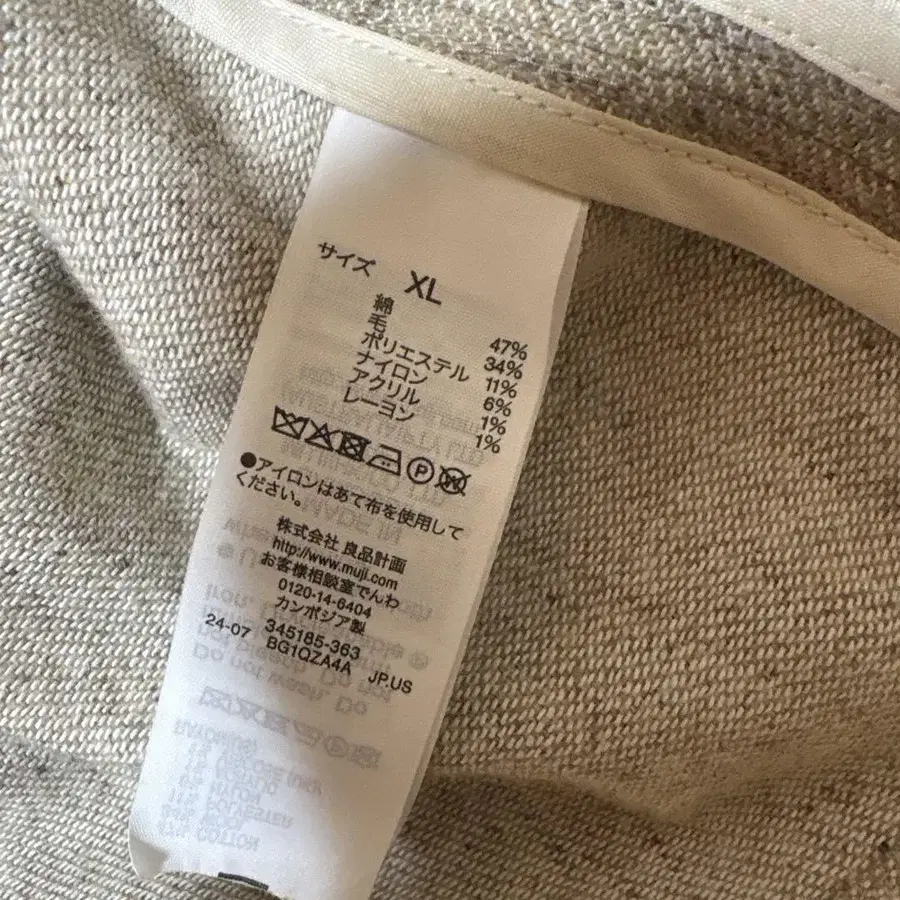 サイズ XL
綿 47%
毛 34%
ポリエステル 11%
ナイロン 6%
アクリル 1%
レーヨン 1%
P W
●アイロンはあて布を使用して
ください。
株式会社 良品計画
http://www.muji.com
お客様相談室でんわ
0120-14-6404
カンボジア製
345185-363
24-07 BG1QZA4A JP.US